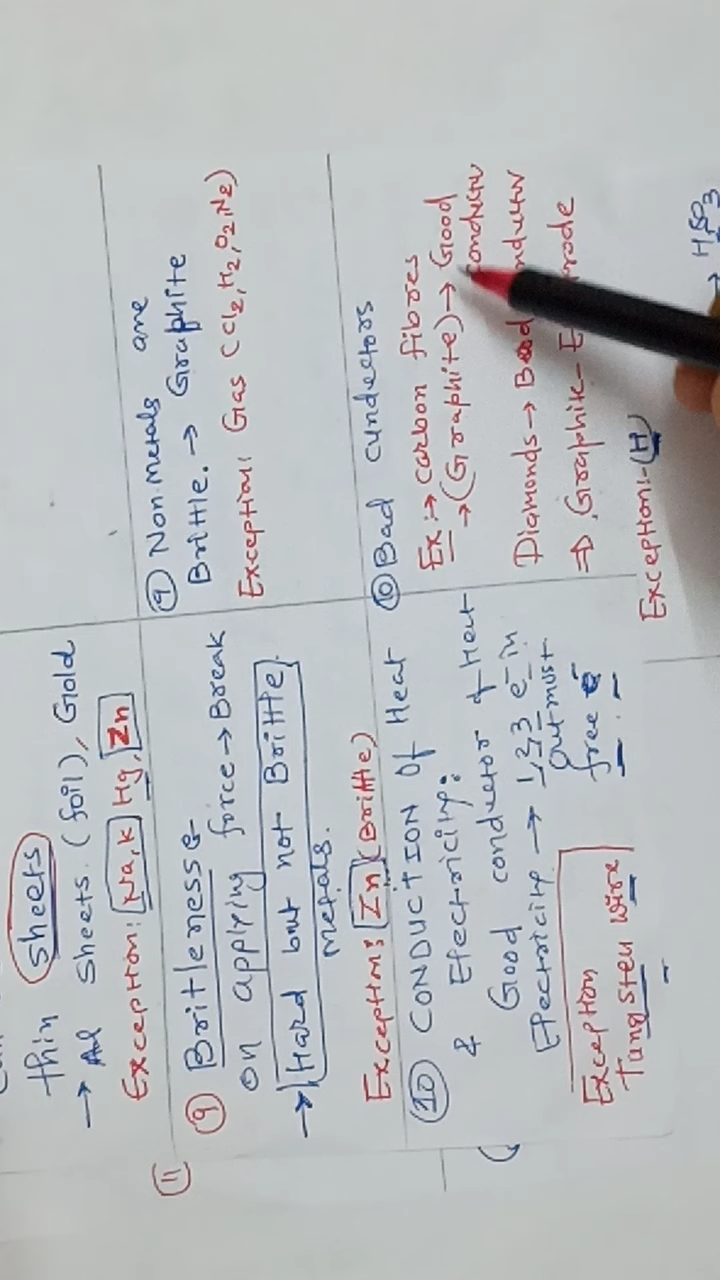 thin sheets
→ Al sheets. (foil), Gold
Exception: Na, K Hg, Zn
(11)
(9) Brittleness
on applying force → Break
→ Hard but not Brittle
metals.
Exception: Zn (Brittle)
(10) CONDUCTION Of Heat
& Electricity:
Good conductor of Heat
Electricity → 1,2,3 e⁻ in
outmust
free e⁻
Exception
Tungsten wire
(9) Non-metals are
Brittle. → Graphite
Exception: Gas (Cl2, H2, O2, N2)
(10) Bad cunductors
Ex :→ carbon fibres
→ (Graphite) → Good
conductor
Diamonds → Bad
⇒ Graphite-
Exception:- (H)